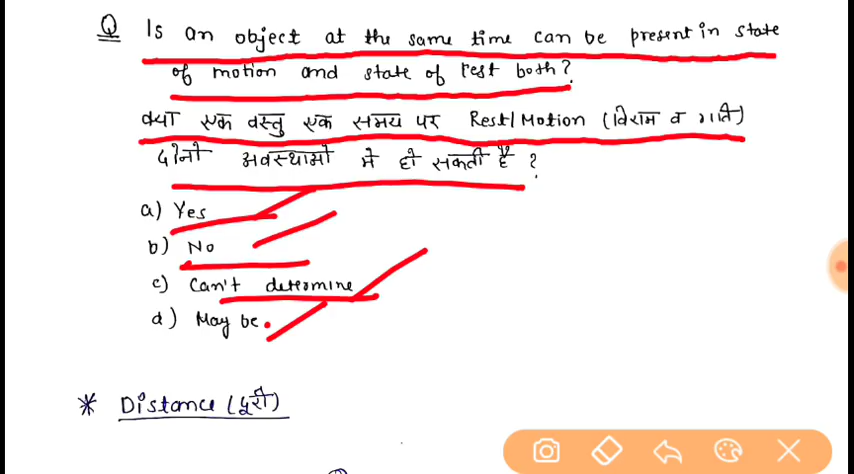 Q Is an object at the same time can be present in state
of motion and state of rest both?
क्या एक वस्तु एक समय पर Rest/Motion (विराम व गति)
दोनों अवस्थाओं में हो सकती है ?
a) Yes
b) No
c) Can't determine
d) May be
* Distance (दूरी)